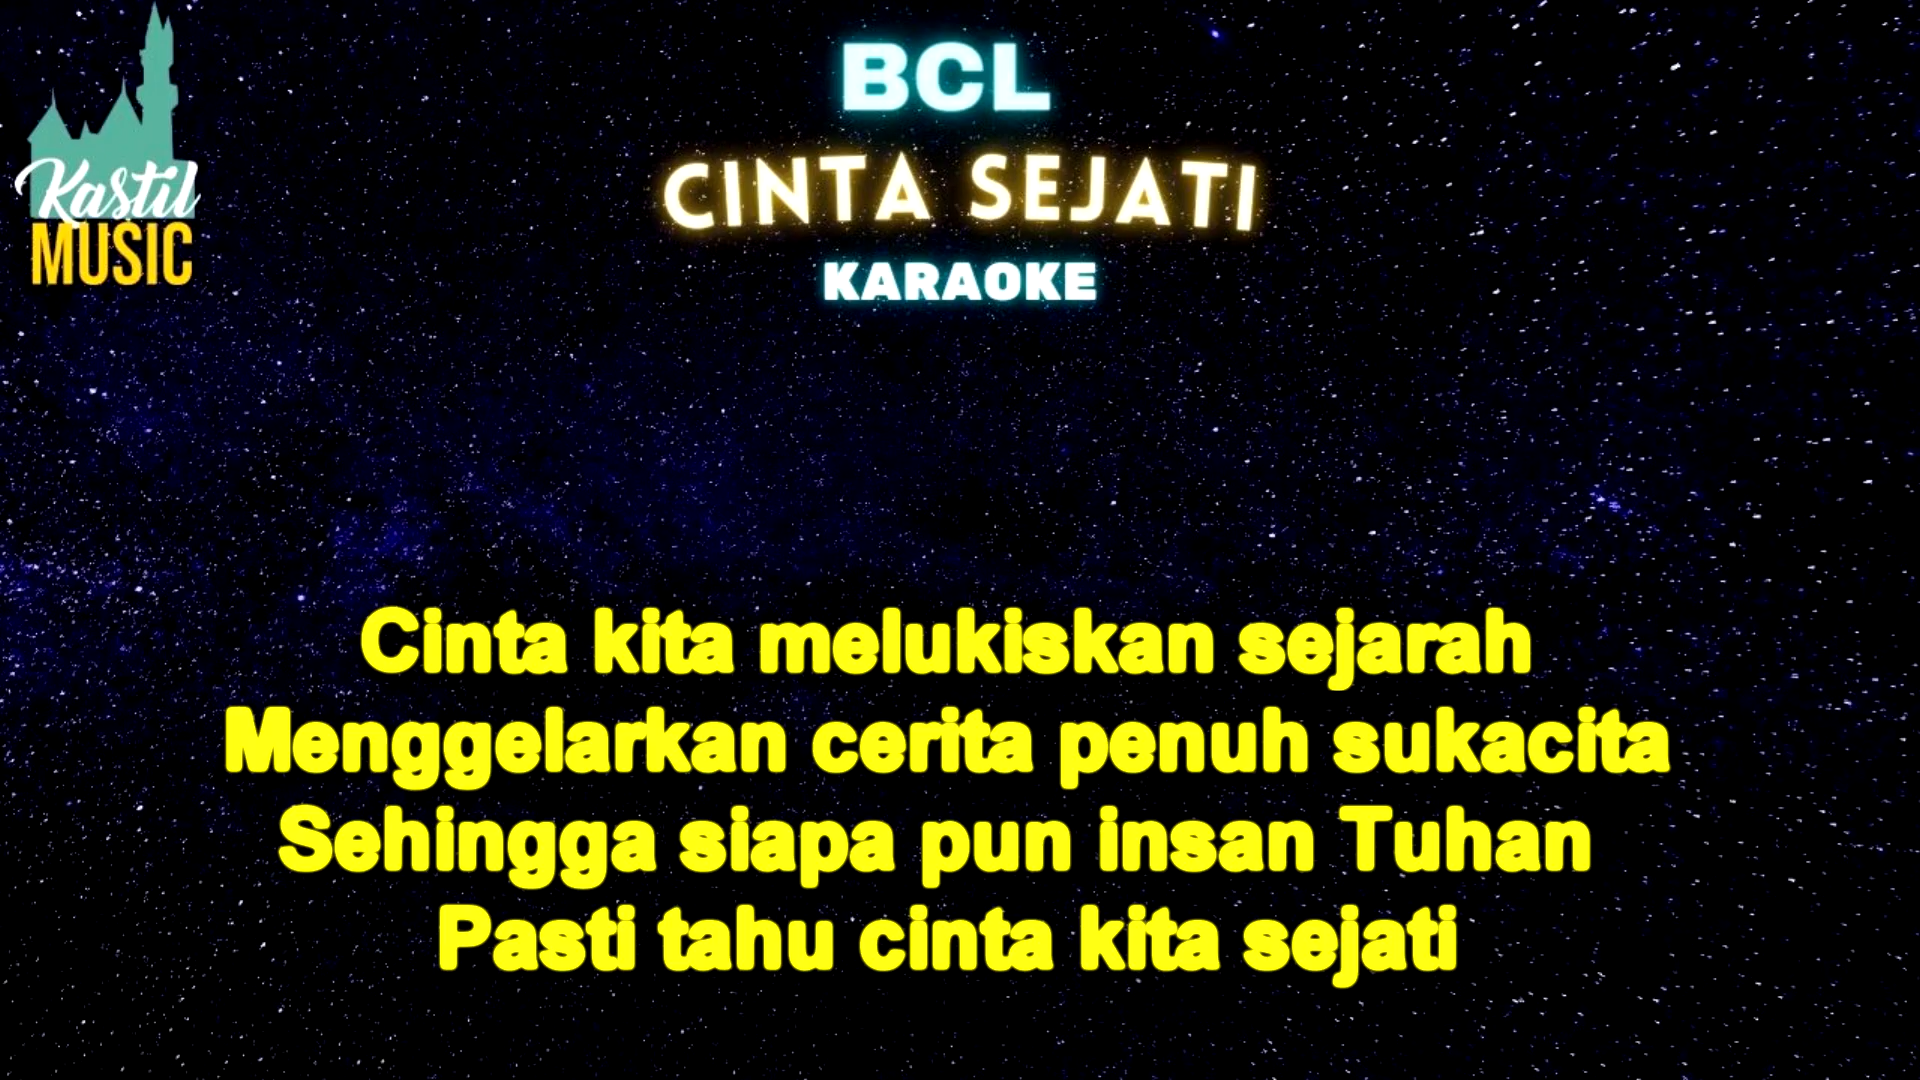 BCL
CINTA SEJATI
KARAOKE
Kastil
MUSIC
Cinta kita melukiskan sejarah
Menggelarkan cerita penuh sukacita
Sehingga siapa pun insan Tuhan
Pasti tahu cinta kita sejati